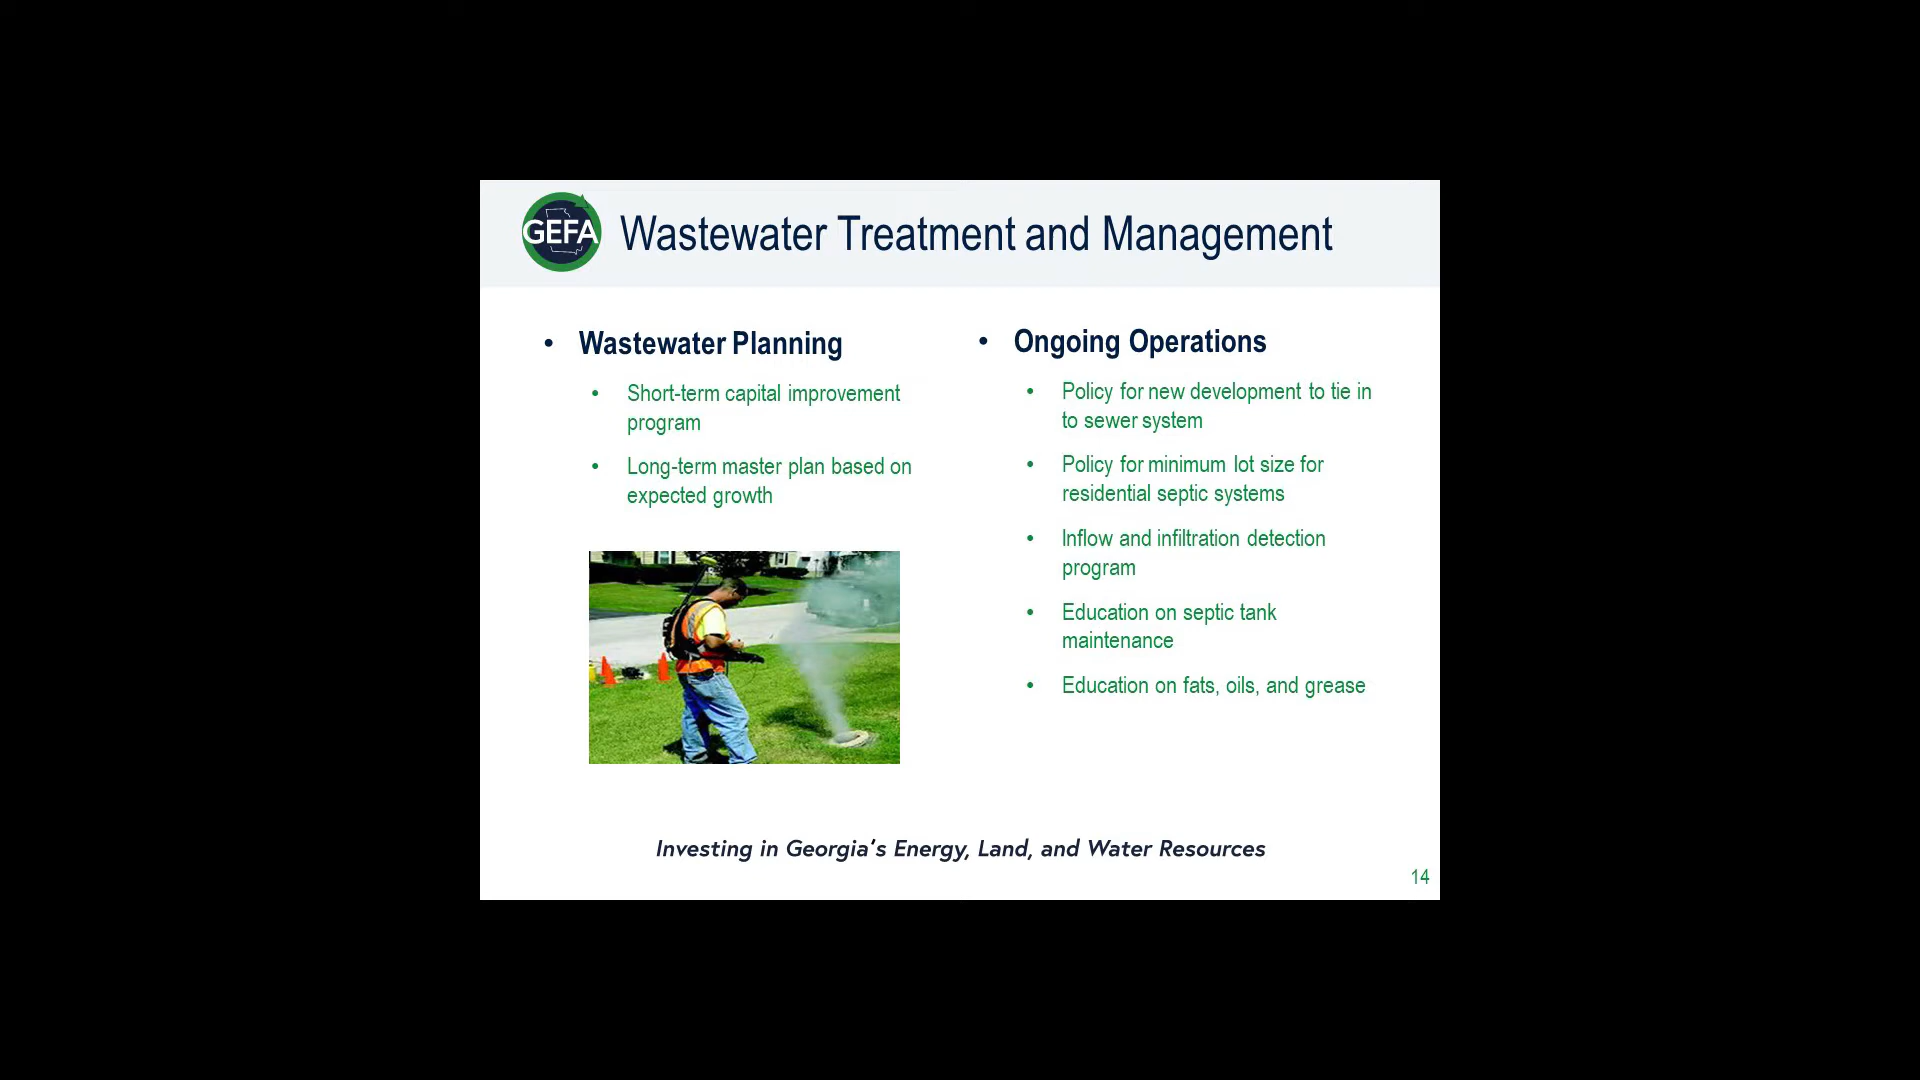 GEFA
Wastewater Treatment and Management
• Wastewater Planning
• Short-term capital improvement
program
• Long-term master plan based on
expected growth
• Ongoing Operations
• Policy for new development to tie in
to sewer system
• Policy for minimum lot size for
residential septic systems
• Inflow and infiltration detection
program
• Education on septic tank
maintenance
• Education on fats, oils, and grease
Investing in Georgia's Energy, Land, and Water Resources
14